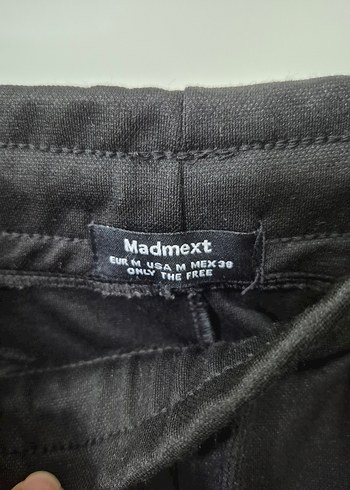 Madmext
EUR M USA M MEX 38
ONLY THE FREE